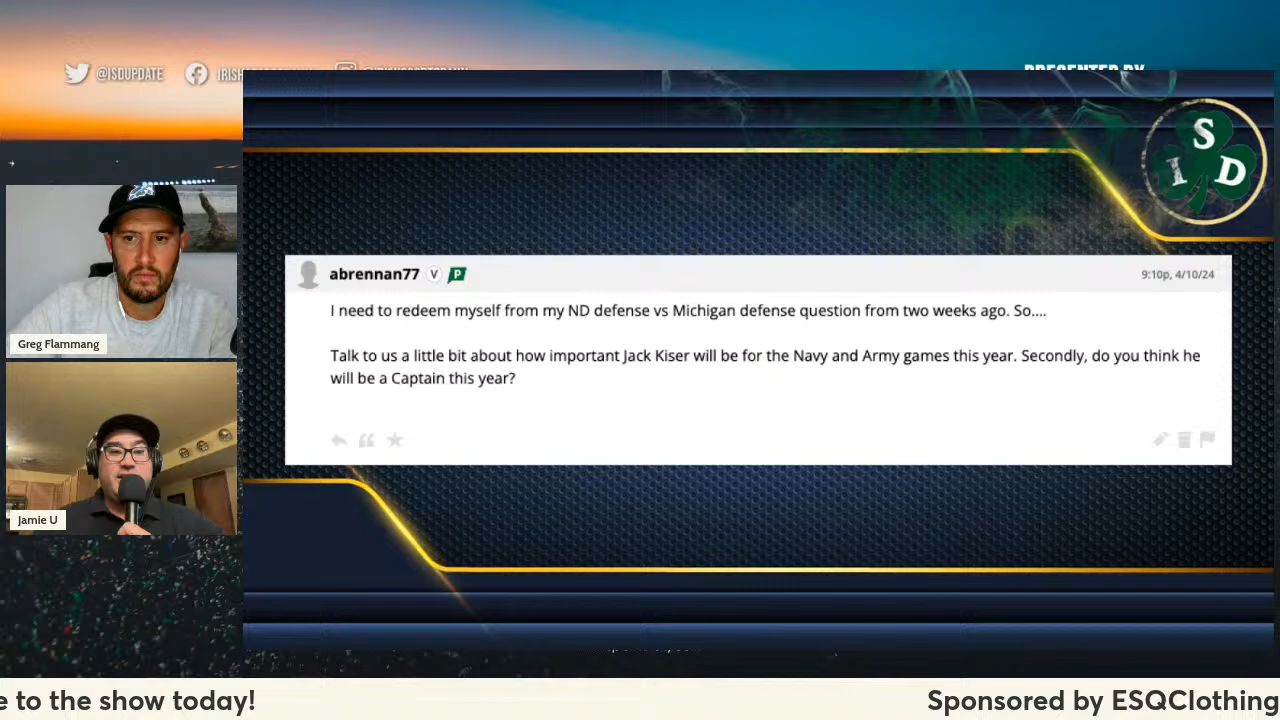 @ISDUPDATE
PRESENTED BY
S
I D
abrennan77 V P
9:10p, 4/10/24
I need to redeem myself from my ND defense vs Michigan defense question from two weeks ago. So....
Talk to us a little bit about how important Jack Kiser will be for the Navy and Army games this year. Secondly, do you think he
will be a Captain this year?
Greg Flammang
Jamie U
e to the show today!
Sponsored by ESQClothing